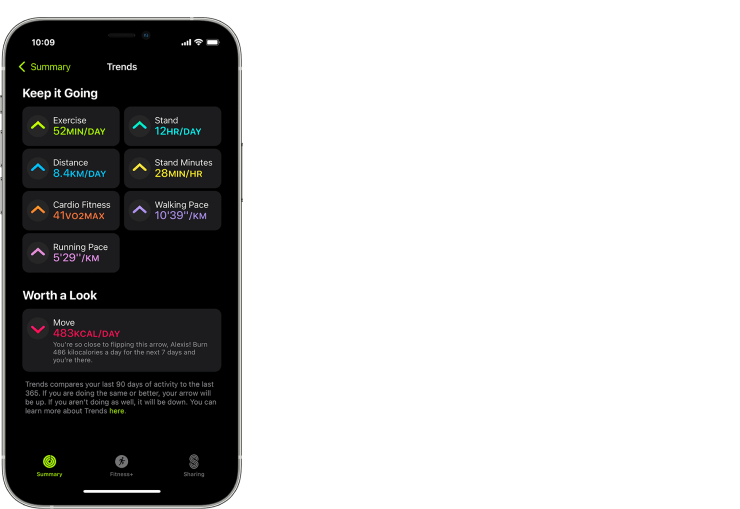 10:09
Summary
Trends
Keep it Going
Exercise
52MIN/DAY
Stand
12HR/DAY
Distance
8.4KM/DAY
Stand Minutes
28MIN/HR
Cardio Fitness
41VO2MAX
Walking Pace
10'39''/KM
Running Pace
5'29''/KM
Worth a Look
Move
483KCAL/DAY
You're so close to flipping this arrow, Alexis! Burn
486 kilocalories a day for the next 7 days and
you're there.
Trends compares your last 90 days of activity to the last
365. If you are doing the same or better, your arrow will
be up. If you aren't doing as well, it will be down. You can
learn more about Trends here.
Summary
Fitness+
Sharing